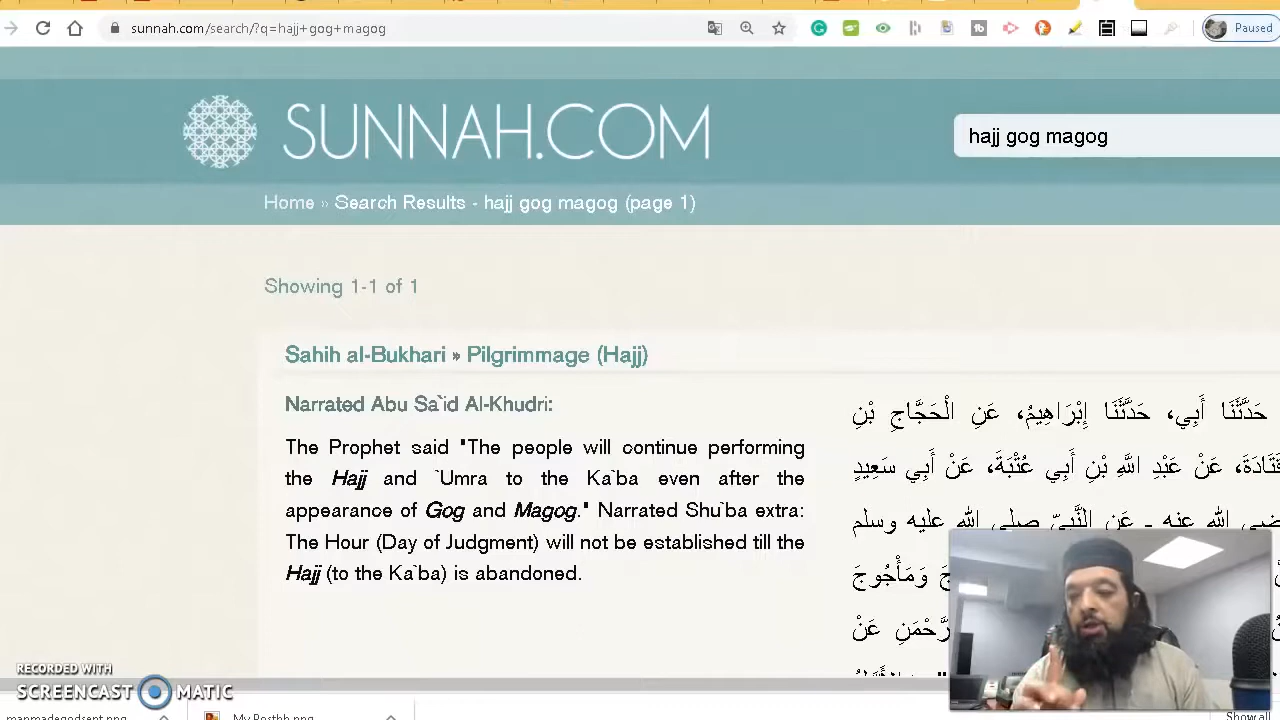 sunnah.com/search/?q=hajj+gog+magog
Paused
SUNNAH.COM
hajj gog magog
Home » Search Results - hajj gog magog (page 1)
Showing 1-1 of 1
Sahih al-Bukhari » Pilgrimmage (Hajj)
Narrated Abu Sa`id Al-Khudri:
The Prophet said "The people will continue performing
the Hajj and `Umra to the Ka`ba even after the
appearance of Gog and Magog." Narrated Shu`ba extra:
The Hour (Day of Judgment) will not be established till the
Hajj (to the Ka`ba) is abandoned.
حَدَّثَنَا أَبِي، حَدَّثَنَا إِبْرَاهِيمُ، عَنِ الْحَجَّاجِ بْنِ
قَتَادَةَ، عَنْ عَبْدِ اللَّهِ بْنِ أَبِي عُتْبَةَ، عَنْ أَبِي سَعِيدٍ
رضى الله عنه ـ عَنِ النَّبِيِّ صلى الله عليه وسلم
وَمَأْجُوجَ
عَنْ
RECORDED WITH
SCREENCAST MATIC
manmadegodsent.png
My Posthh.png
Show all